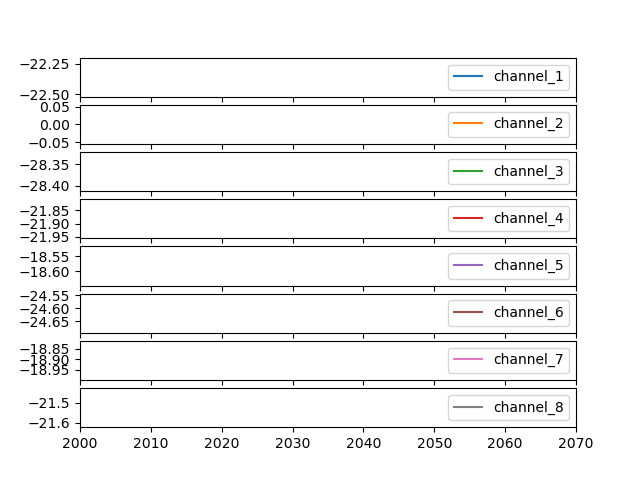 −22.25
channel_1
−22.50
0.05
channel_2
0.00
−0.05
−28.35
channel_3
−28.40
−21.85
channel_4
−21.90
−21.95
−18.55
channel_5
−18.60
−24.55
channel_6
−24.60
−24.65
−18.85
channel_7
−18.90
−18.95
−21.5
channel_8
−21.6
2000 2010 2020 2030 2040 2050 2060 2070